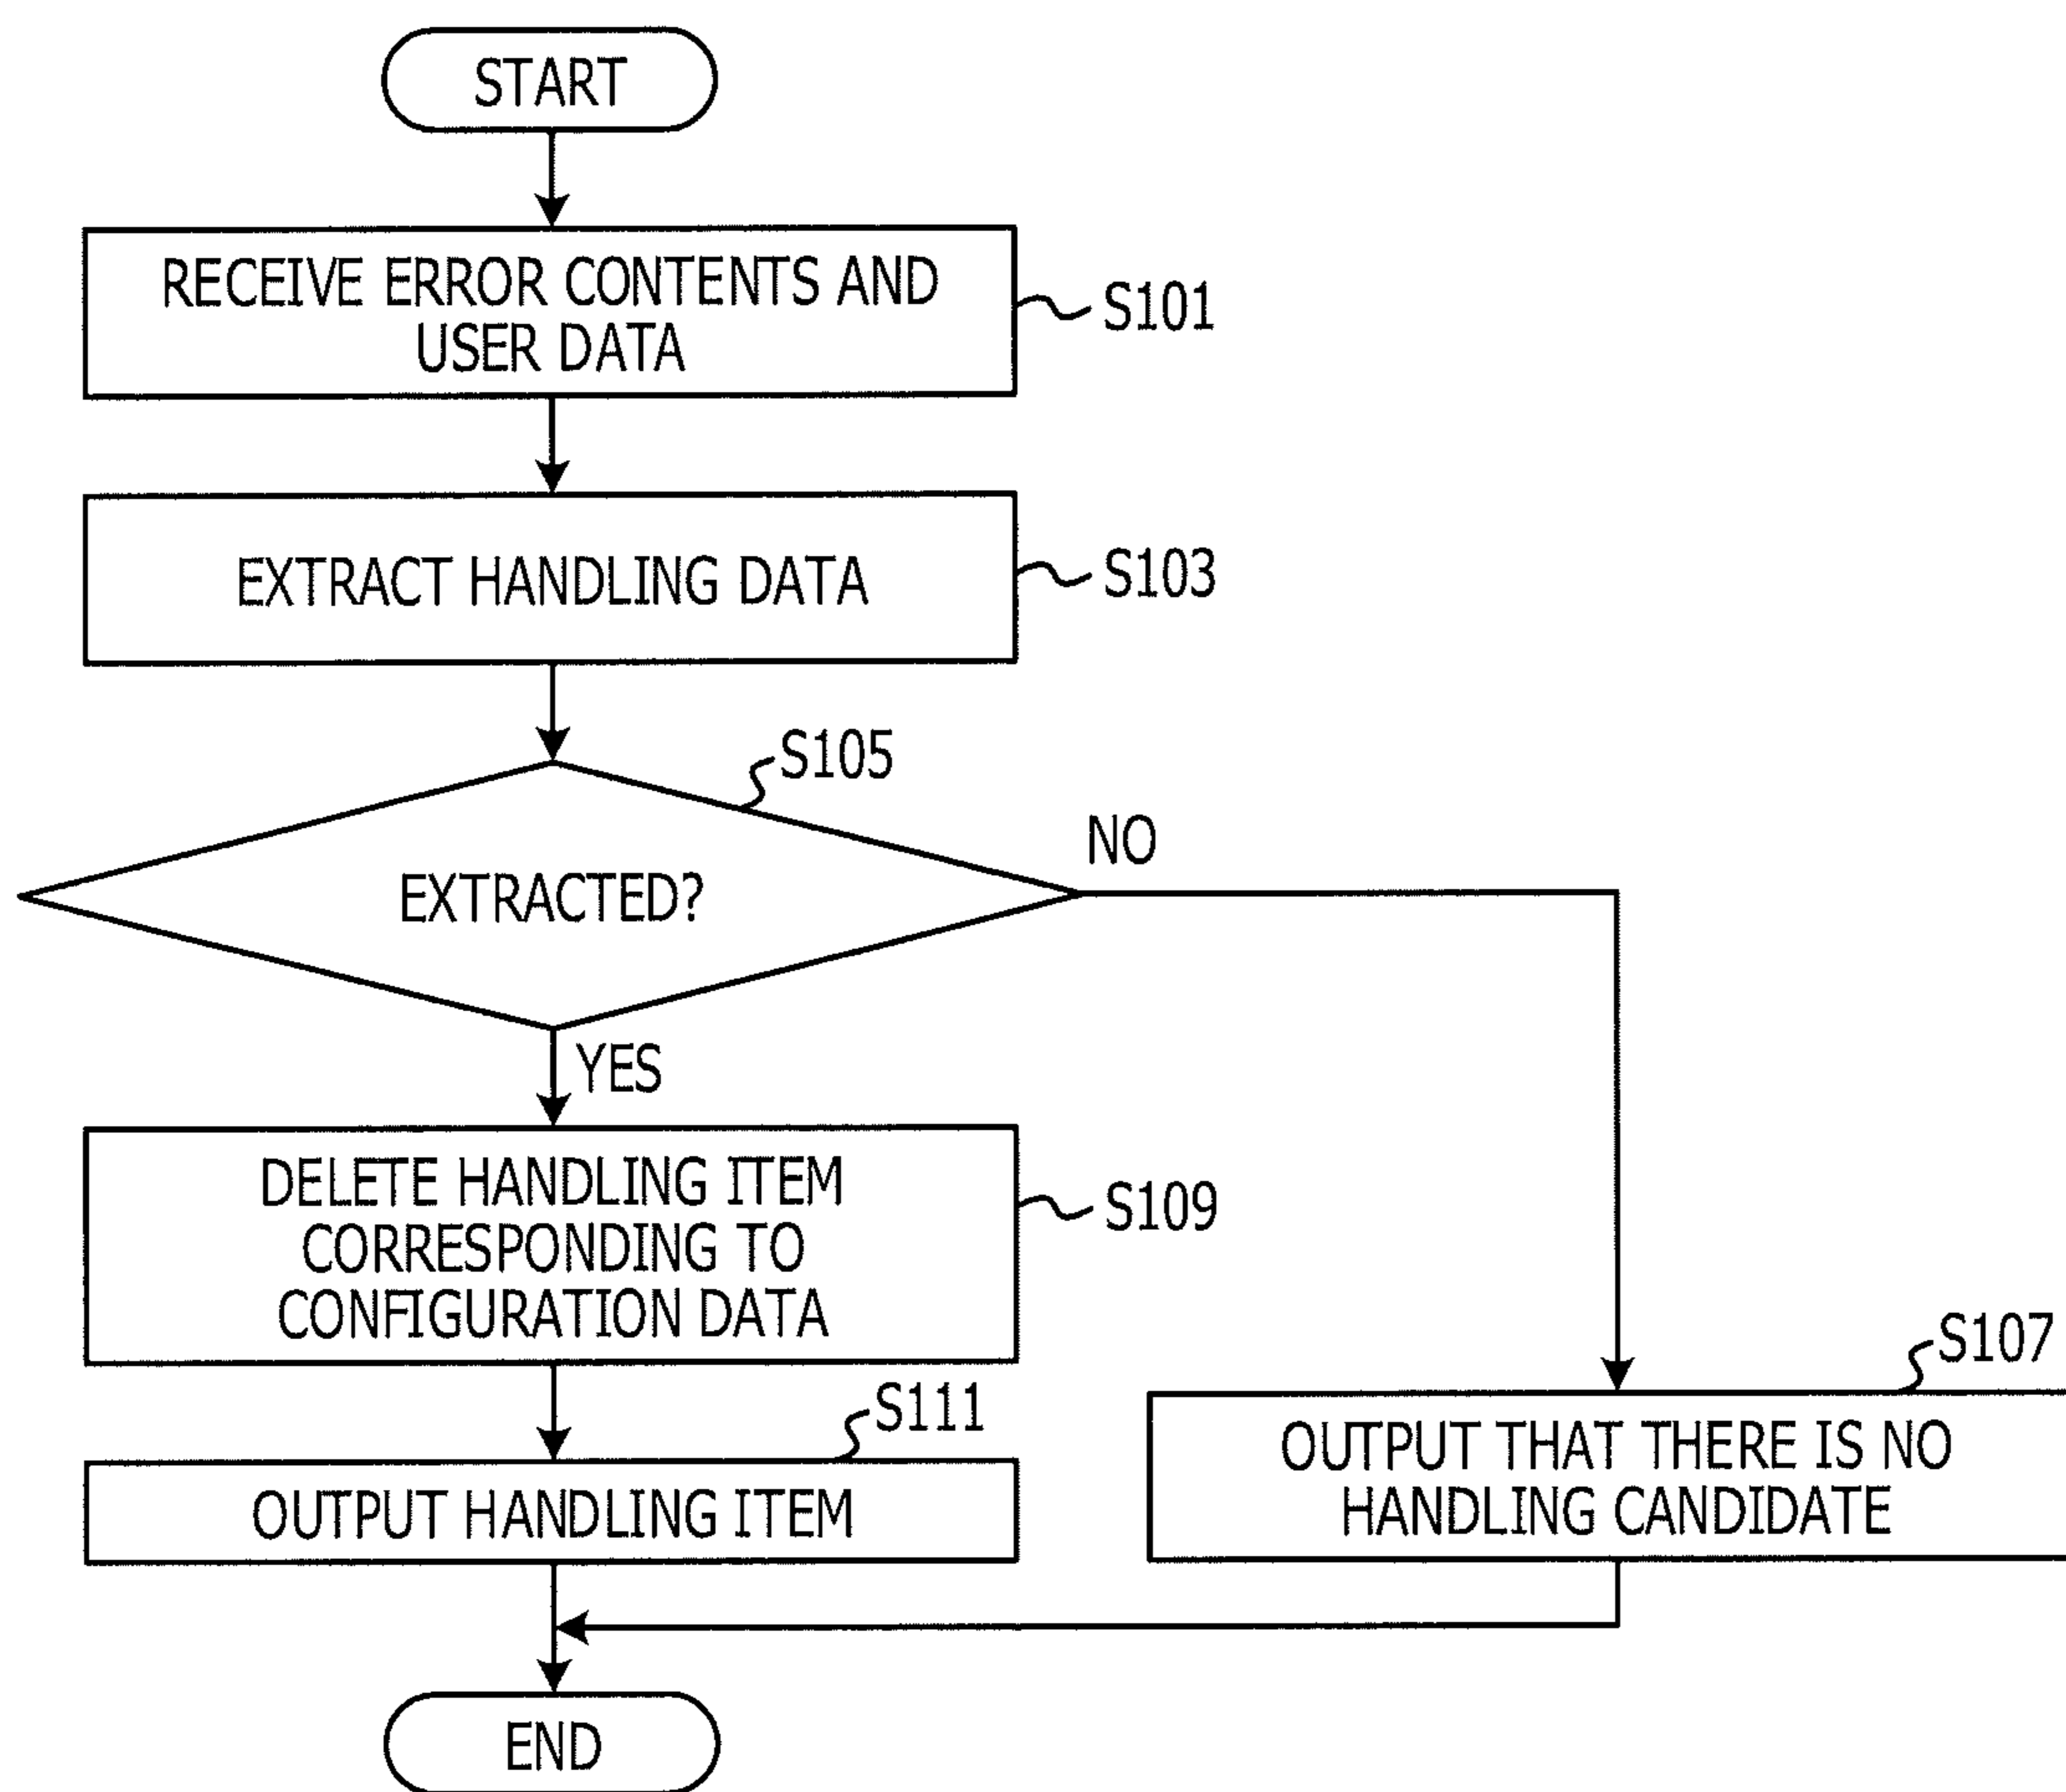 START
RECEIVE ERROR CONTENTS AND
USER DATA
S101
EXTRACT HANDLING DATA
S103
S105
EXTRACTED?
NO
YES
DELETE HANDLING ITEM
CORRESPONDING TO
CONFIGURATION DATA
S109
S107
OUTPUT THAT THERE IS NO
HANDLING CANDIDATE
S111
OUTPUT HANDLING ITEM
END